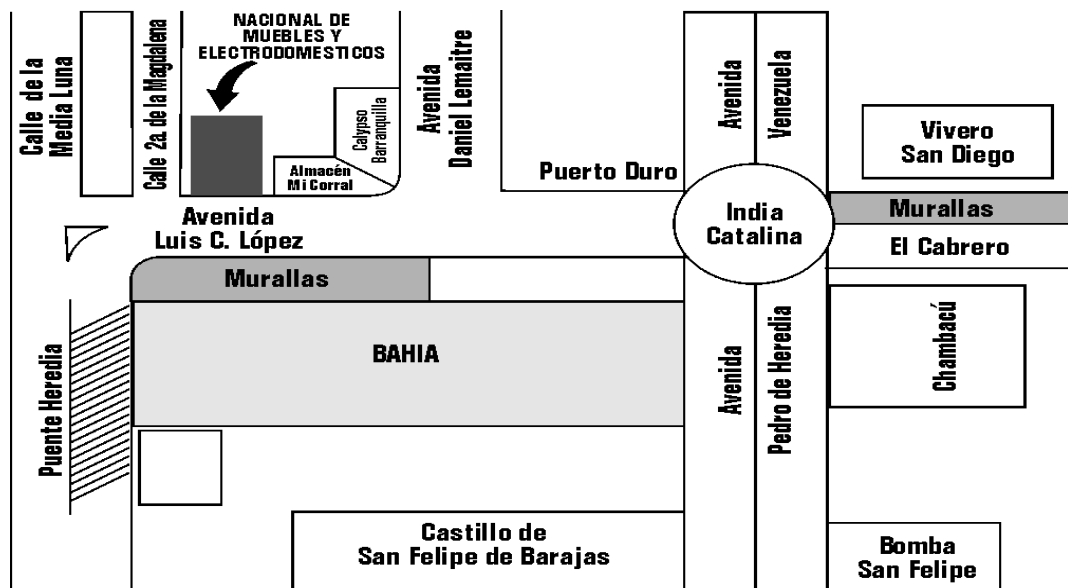 Calle de la
Media Luna
Calle 2a. de la Magdalena
NACIONAL DE
MUEBLES Y
ELECTRODOMESTICOS
Calypso
Barranquilla
Almacén
Mi Corral
Avenida
Daniel Lemaitre
Puerto Duro
Avenida
Venezuela
Vivero
San Diego
India
Catalina
Murallas
El Cabrero
Avenida
Luis C. López
Murallas
BAHIA
Puente Heredia
Avenida
Pedro de Heredia
Chambacú
Castillo de
San Felipe de Barajas
Bomba
San Felipe